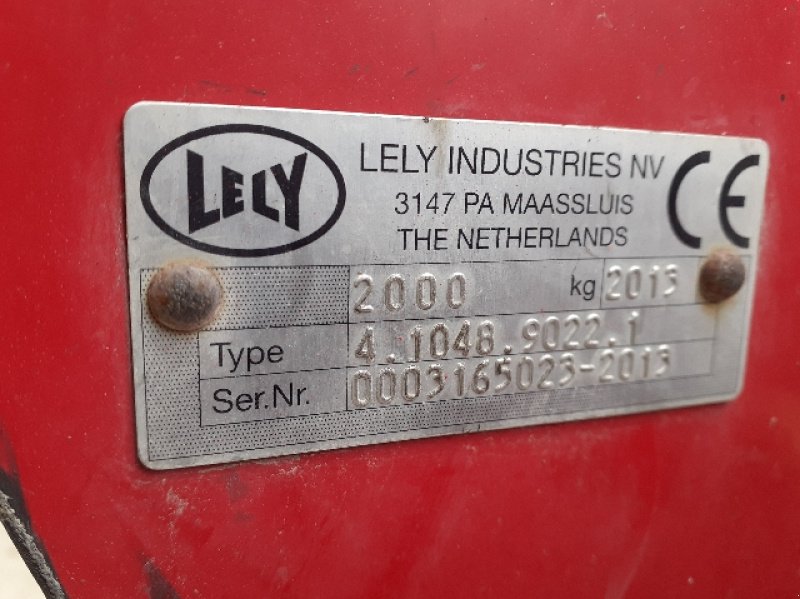 LELY
LELY INDUSTRIES NV
3147 PA MAASSLUIS
THE NETHERLANDS
CE
2000 kg 2013
Type 4.1048.9022.1
Ser.Nr. 0003165023-2013